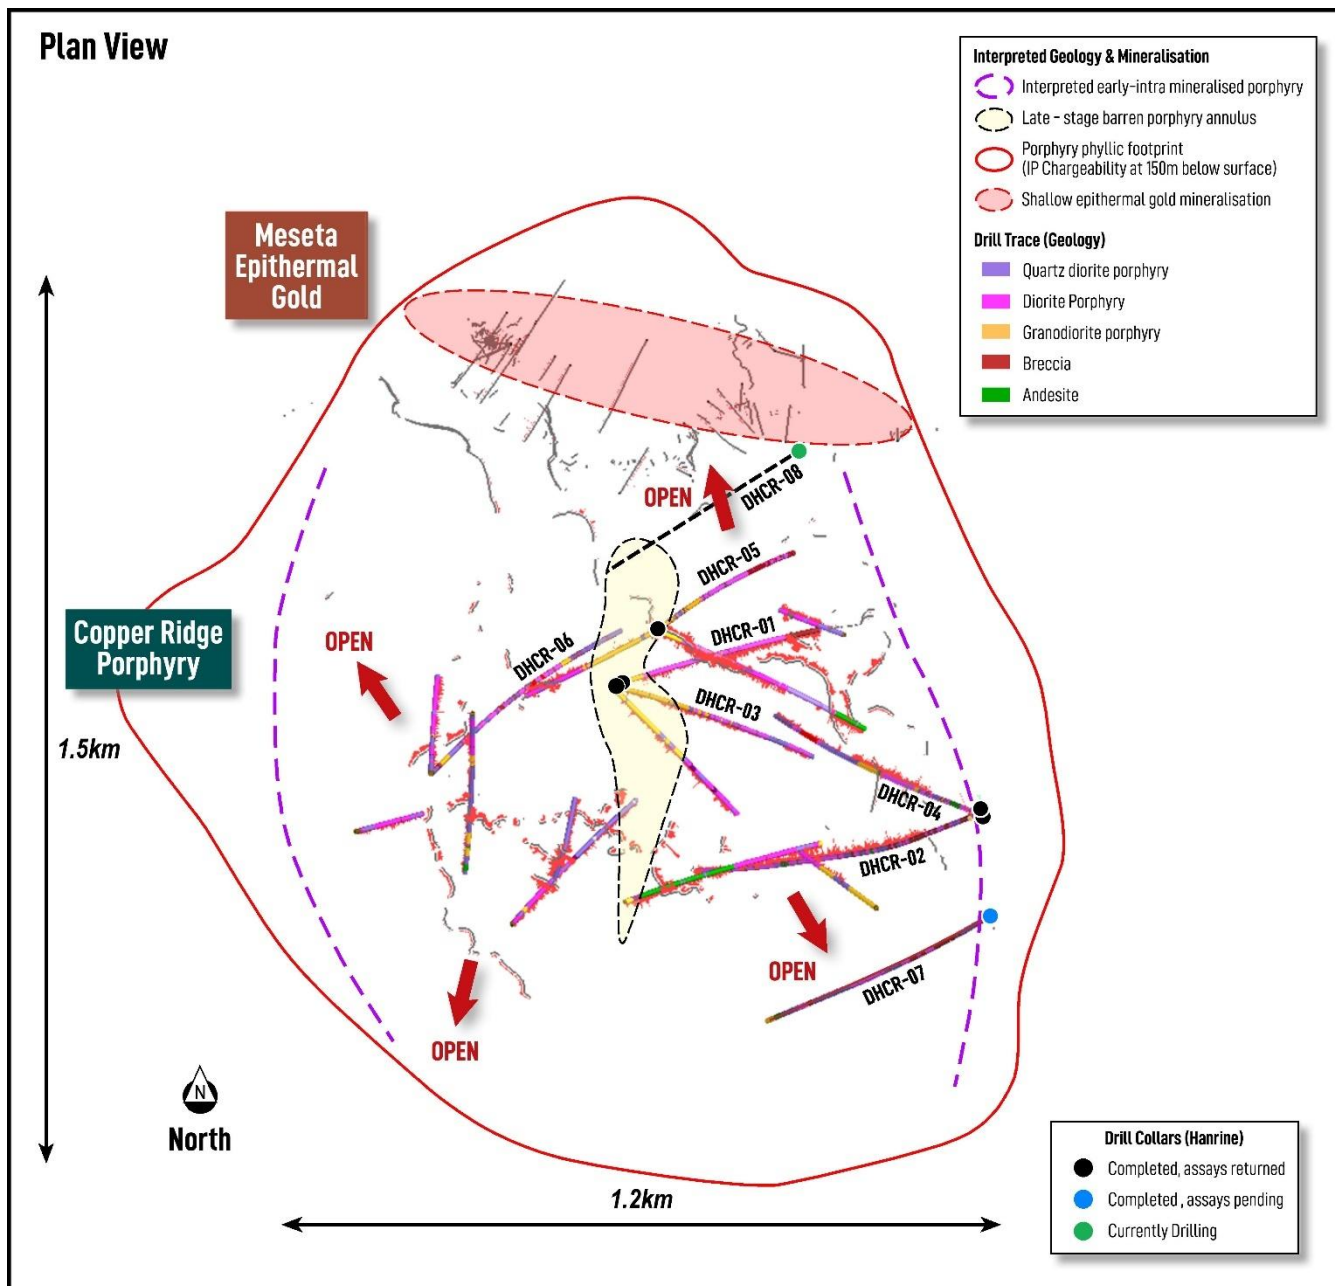 Plan View
Interpreted Geology & Mineralisation
Interpreted early-intra mineralised porphyry
Late - stage barren porphyry annulus
Porphyry phyllic footprint
(IP Chargeability at 150m below surface)
Shallow epithermal gold mineralisation
Drill Trace (Geology)
Quartz diorite porphyry
Diorite Porphyry
Granodiorite porphyry
Breccia
Andesite
Meseta
Epithermal
Gold
OPEN
DHCR-08
DHCR-05
Copper Ridge
Porphyry
OPEN
DHCR-06
DHCR-01
DHCR-03
1.5km
DHCR-04
DHCR-02
OPEN
DHCR-07
OPEN
N
North
1.2km
Drill Collars (Hanrine)
Completed, assays returned
Completed , assays pending
Currently Drilling